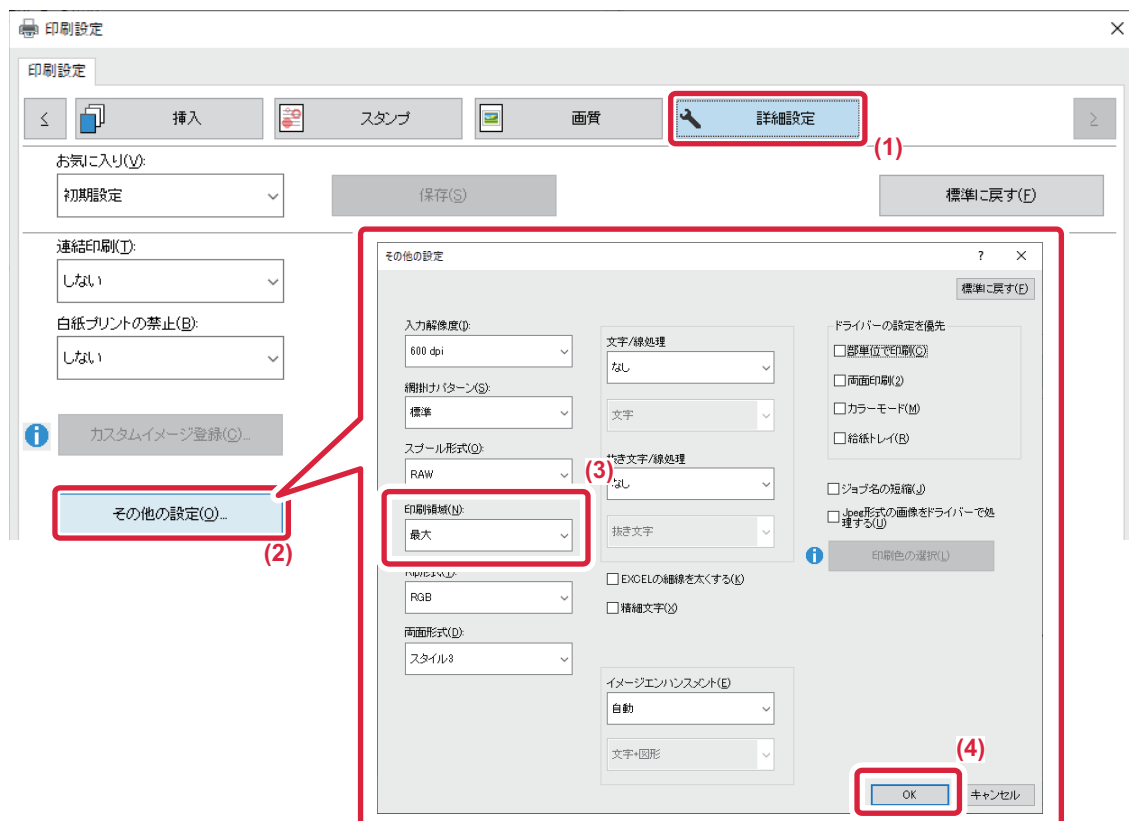 印刷設定
印刷設定
挿入
スタンプ
画質
詳細設定
(1)
お気に入り(V):
初期設定
保存(S)
標準に戻す(F)
連結印刷(T):
しない
白紙プリントの禁止(B):
しない
カスタムイメージ登録(C)...
その他の設定(O)...
(2)
その他の設定
?
標準に戻す(F)
入力解像度(I):
600 dpi
網掛けパターン(S):
標準
スプール形式(O):
RAW
(3)
印刷領域(N):
最大
Rip形式(T):
RGB
両面形式(D):
スタイル3
文字/線処理
なし
文字
抜き文字/線処理
なし
抜き文字
EXCELの細線を太くする(K)
精細文字(X)
イメージエンハンスメント(E)
自動
文字+図形
ドライバーの設定を優先
部単位で印刷(C)
両面印刷(2)
カラーモード(M)
給紙トレイ(R)
ジョブ名の短縮(J)
Jpeg形式の画像をドライバーで処
理する(U)
印刷色の選択(L)
(4)
OK
キャンセル